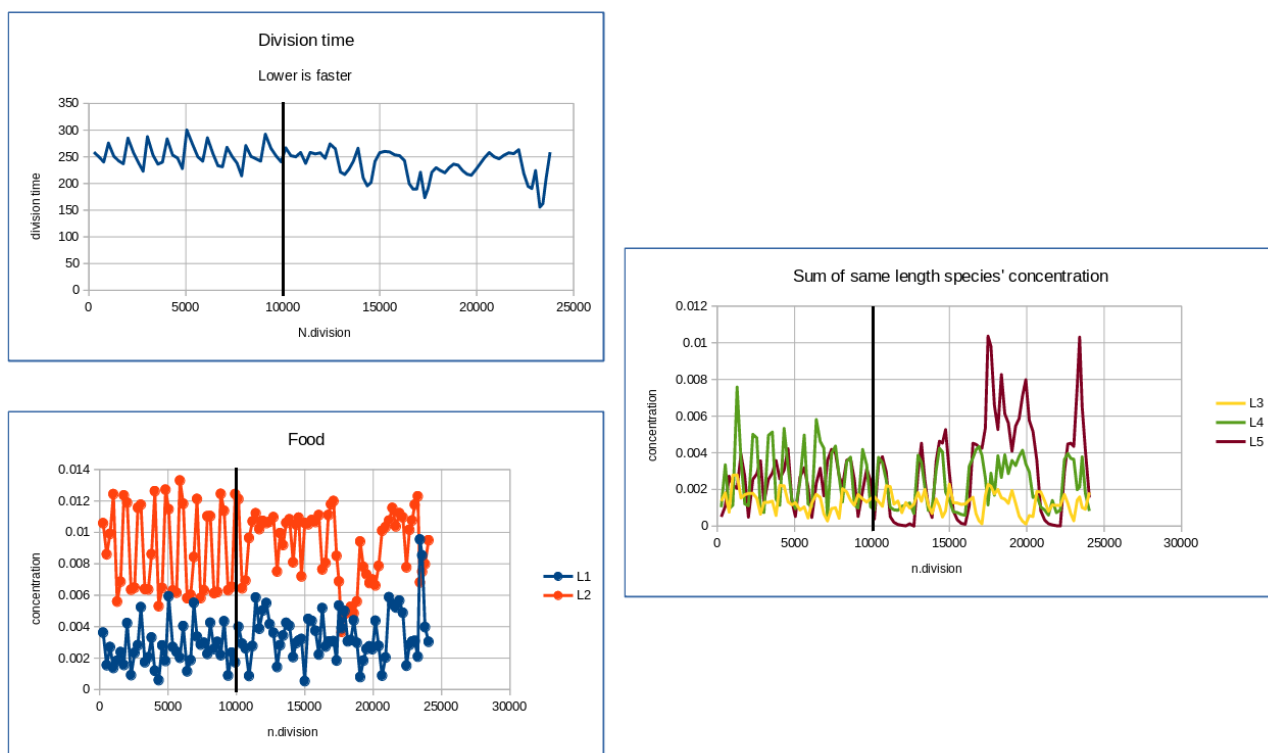 Division time
Lower is faster
350
300
250
200
150
100
50
0
0 5000 10000 15000 20000 25000
division time
N.division
Food
0.014
0.012
0.01
0.008
0.006
0.004
0.002
0
0 5000 10000 15000 20000 25000 30000
concentration
n.division
L1
L2
Sum of same length species' concentration
0.012
0.01
0.008
0.006
0.004
0.002
0
0 5000 10000 15000 20000 25000 30000
concentration
n.division
L3
L4
L5